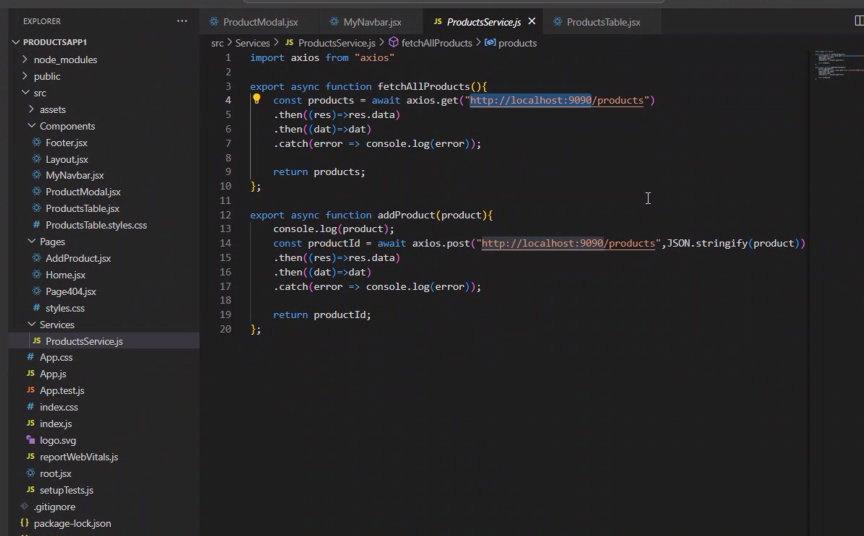 EXPLORER
PRODUCTSAPP1
node_modules
public
src
assets
Components
Footer.jsx
Layout.jsx
MyNavbar.jsx
ProductModal.jsx
ProductsTable.jsx
# ProductsTable.styles.css
Pages
AddProduct.jsx
Home.jsx
Page404.jsx
# styles.css
Services
JS ProductsService.js
# App.css
JS App.js
JS App.test.js
# index.css
JS index.js
logo.svg
JS reportWebVitals.js
root.jsx
JS setupTests.js
.gitignore
{} package-lock.json
ProductModal.jsx MyNavbar.jsx JS ProductsService.js ProductsTable.jsx
src > Services > JS ProductsService.js > fetchAllProducts > products
1 import axios from "axios"
2
3 export async function fetchAllProducts(){
4 const products = await axios.get("http://localhost:9090/products")
5 .then((res)=>res.data)
6 .then((dat)=>dat)
7 .catch(error => console.log(error));
8
9 return products;
10 };
11
12 export async function addProduct(product){
13 console.log(product);
14 const productId = await axios.post("http://localhost:9090/products",JSON.stringify(product))
15 .then((res)=>res.data)
16 .then((dat)=>dat)
17 .catch(error => console.log(error));
18
19 return productId;
20 };